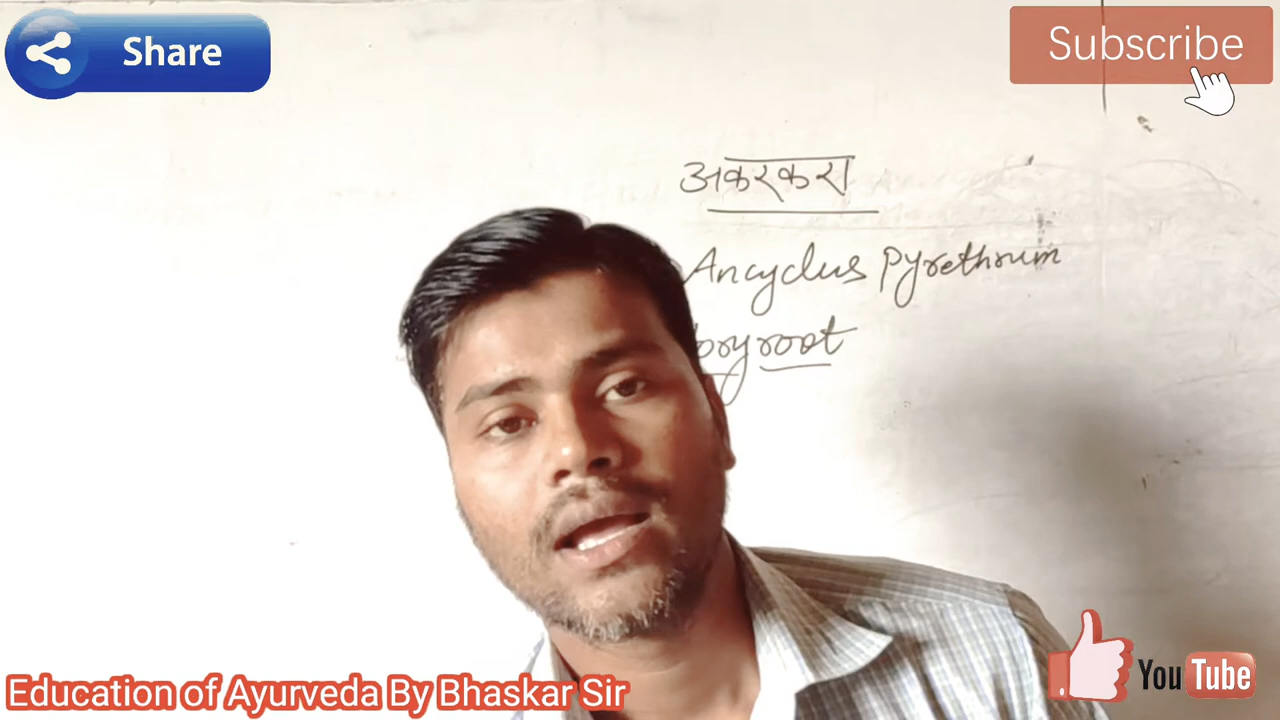 Share
Subscribe
अकरकरा
Ancyclus Pyrethrum
root
Education of Ayurveda By Bhaskar Sir
You Tube